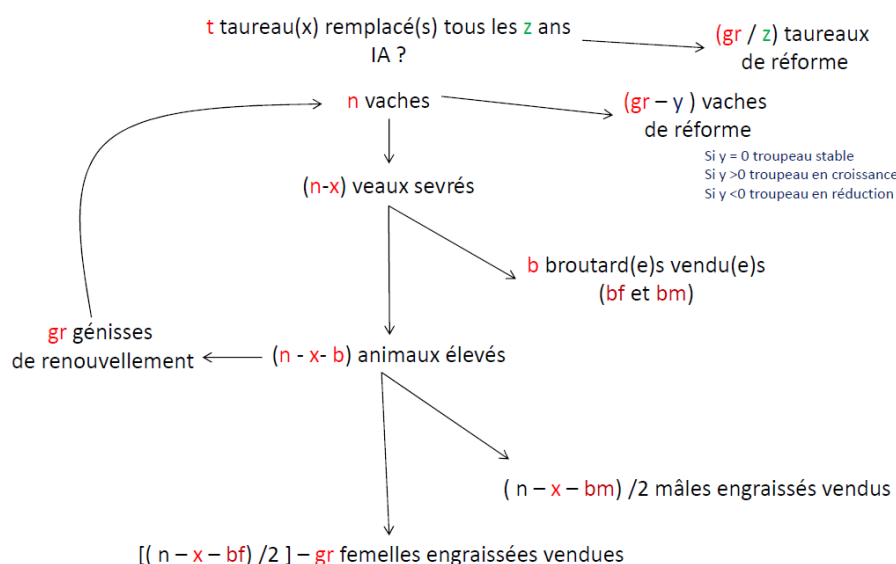 t taureau(x) remplacé(s) tous les z ans
IA ?
(gr / z) taureaux
de réforme
n vaches
(gr – y ) vaches
de réforme
Si y = 0 troupeau stable
Si y >0 troupeau en croissance
Si y <0 troupeau en réduction
(n-x) veaux sevrés
b broutard(e)s vendu(e)s
(bf et bm)
gr génisses
de renouvellement
(n - x- b) animaux élevés
( n – x – bm) /2 mâles engraissés vendus
[( n – x – bf) /2 ] – gr femelles engraissées vendues